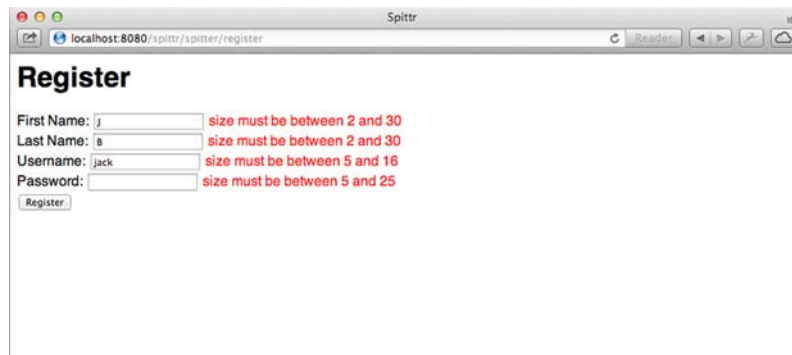 Spittr
localhost:8080/spittr/spitter/register
Reader
Register
First Name: J size must be between 2 and 30
Last Name: B size must be between 2 and 30
Username: jack size must be between 5 and 16
Password: size must be between 5 and 25
Register